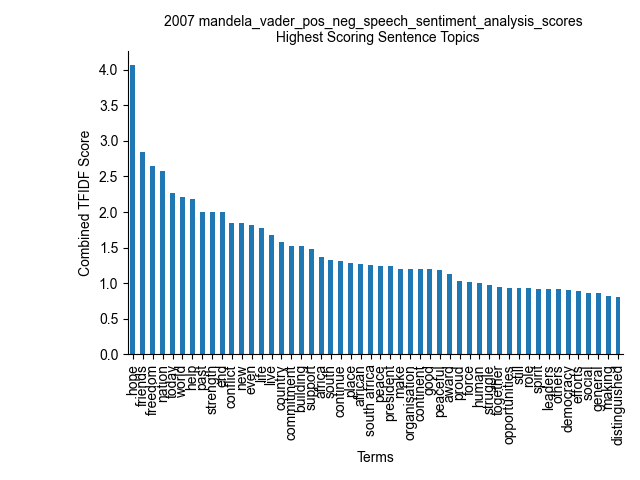 2007 mandela_vader_pos_neg_speech_sentiment_analysis_scores
Highest Scoring Sentence Topics
Combined TFIDF Score
4.0
3.5
3.0
2.5
2.0
1.5
1.0
0.5
0.0
hope
friends
freedom
nation
today
world
help
past
strength
end
conflict
new
even
life
live
country
commitment
building
support
africa
south
continue
place
african
south africa
peace
president
make
organisation
continent
good
peaceful
award
proud
force
human
struggle
together
opportunities
still
role
spirit
leaders
others
democracy
efforts
social
general
making
distinguished
Terms